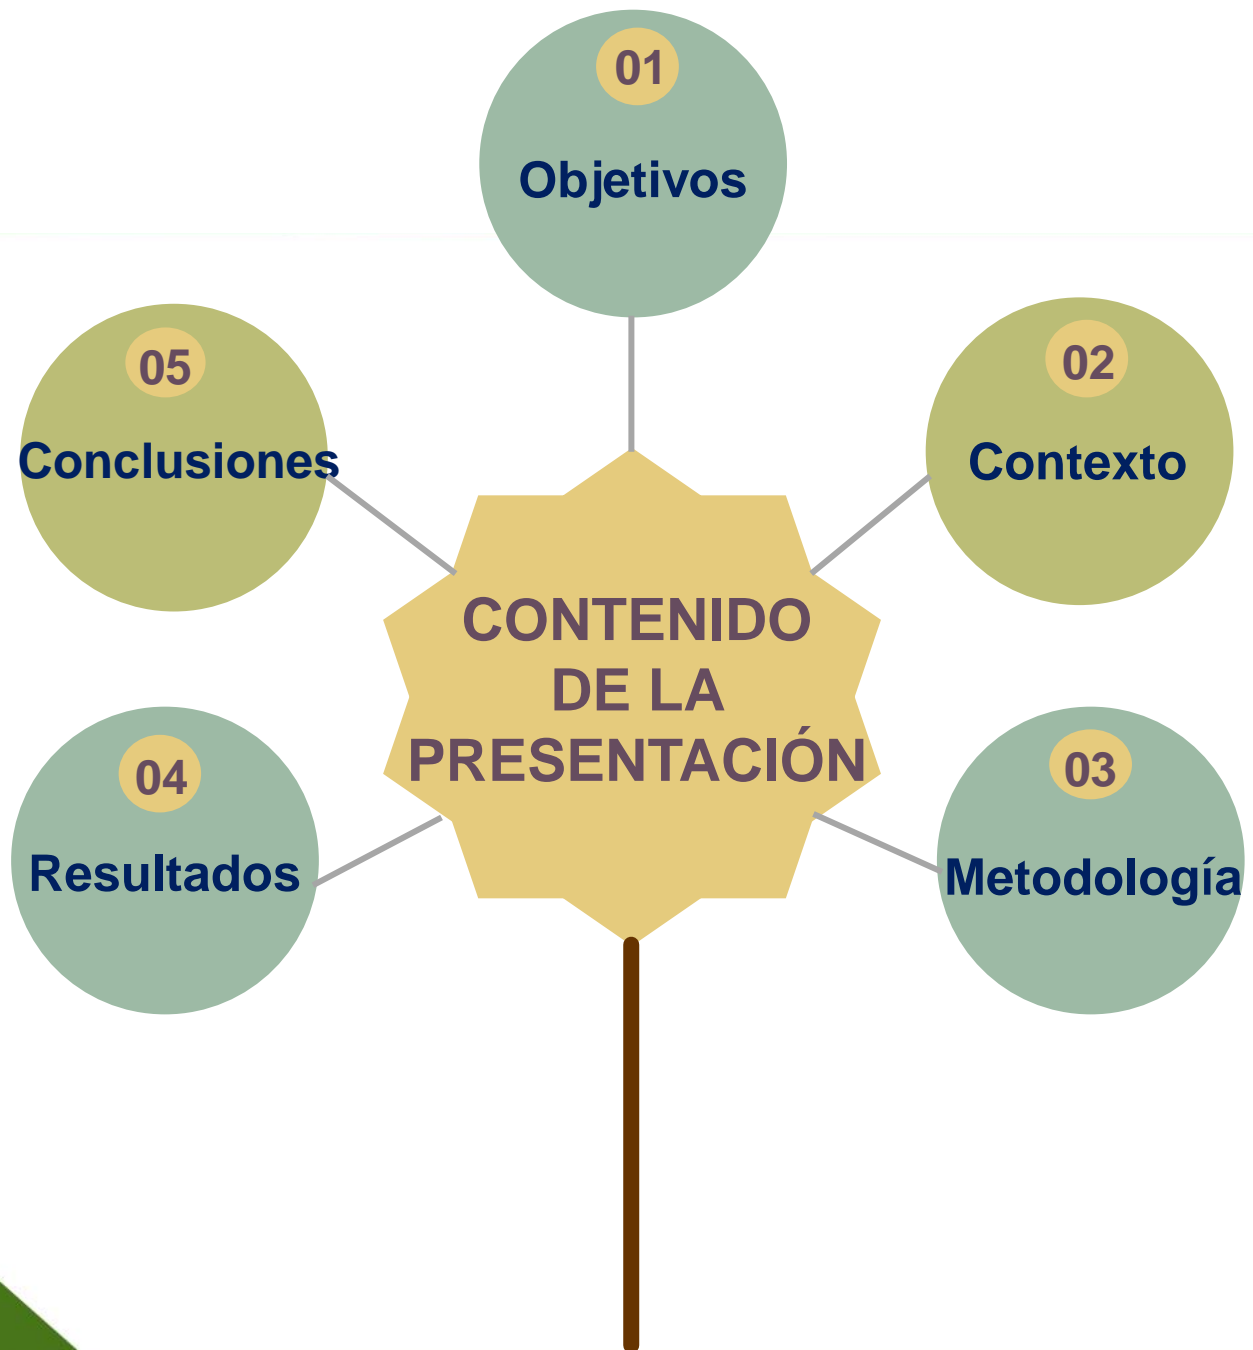 01
Objetivos
02
Contexto
03
Metodología
04
Resultados
05
Conclusiones
CONTENIDO
DE LA
PRESENTACIÓN